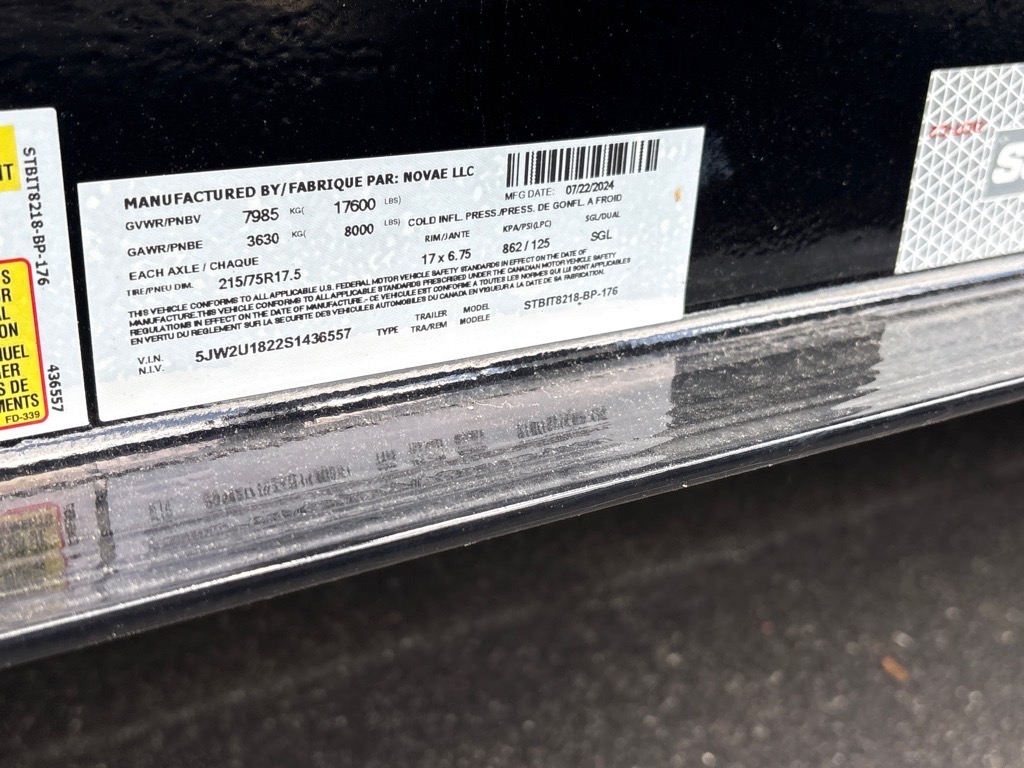 MANUFACTURED BY/FABRIQUE PAR: NOVAE LLC
MFG DATE: 07/22/2024
GVWR/PNBV 7985 KG( 17600 LBS)
GAWR/PNBE 3630 KG( 8000 LBS)
COLD INFL. PRESS./PRESS. DE GONFL. A FROID
EACH AXLE / CHAQUE RIM/JANTE KPA/PSI(LPC) SGL/DUAL
TIRE/PNEU DIM. 215/75R17.5 17 x 6.75 862 / 125 SGL
THIS VEHICLE CONFORMS TO ALL APPLICABLE U.S. FEDERAL MOTOR VEHICLE SAFETY STANDARDS IN EFFECT ON THE DATE OF
MANUFACTURE.THIS VEHICLE CONFORMS TO ALL APPLICABLE STANDARDS PRESCRIBED UNDER THE CANADIAN MOTOR VEHICLE SAFETY
REGULATIONS IN EFFECT ON THE DATE OF MANUFACTURE - CE VEHICULE EST CONFORME A TOUTES LES NORMES QUI LUI SONT APPLICABLES
EN VERTU DU REGLEMENT SUR LA SECURITE DES VEHICULES AUTOMOBILES DU CANADA EN VIGUEUR A LA DATE DE SA FABRICATION.
V.I.N. 5JW2U1822S1436557 TYPE TRAILER MODEL STBIT8218-BP-176
N.I.V. TRA/REM MODELE
STBIT8218-BP-176
436557
NUEL
S DE
MENTS
FD-339